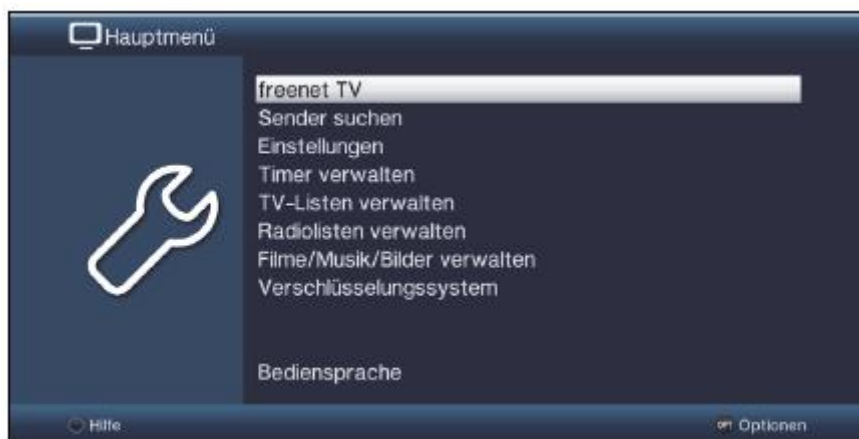 Hauptmenü
freenet TV
Sender suchen
Einstellungen
Timer verwalten
TV-Listen verwalten
Radiolisten verwalten
Filme/Musik/Bilder verwalten
Verschlüsselungssystem
Bediensprache
Hilfe
OPT Optionen